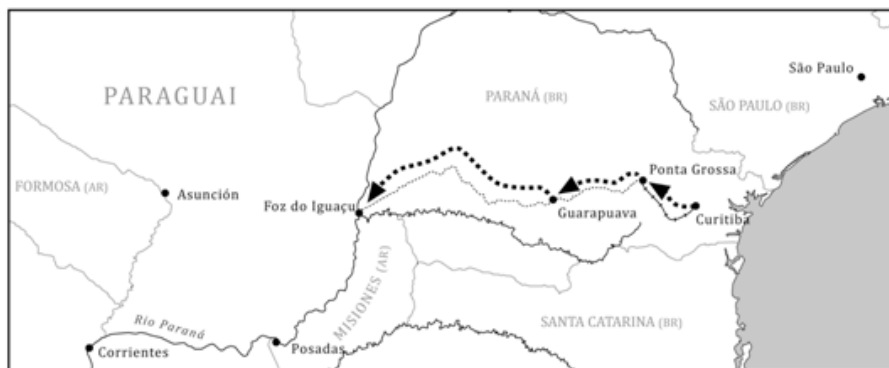 São Paulo
PARAGUAI
PARANÁ (BR)
SÃO PAULO (BR)
Ponta Grossa
FORMOSA (AR)
Asunción
Foz do Iguaçu
Guarapuava
Curitiba
MISIONES (AR)
Rio Paraná
SANTA CATARINA (BR)
Corrientes
Posadas